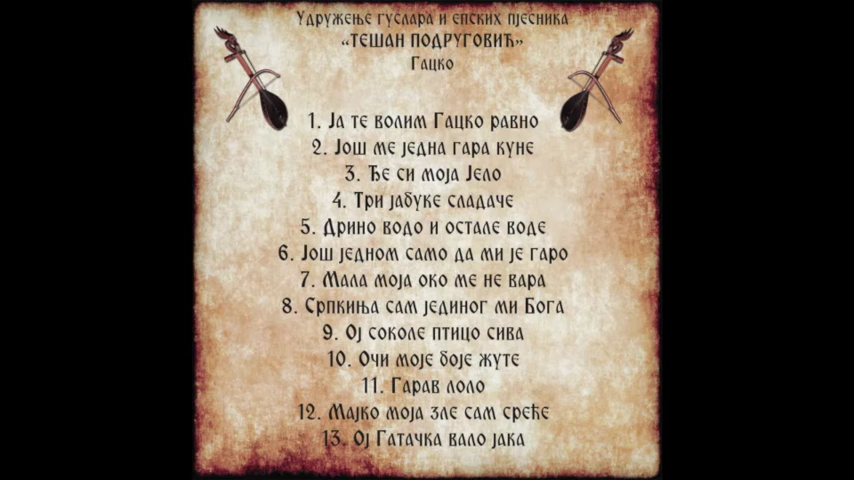 Удружење гуслара и епских пјесника
«ТЕШАН ПОДРУГОВИЋ»
Гацко
1. Ја те волим Гацко равно
2. Још ме једна гара куне
3. Ђе си моја Јело
4. Три јабуке сладаче
5. Дрино водо и остале воде
6. Још једном само да ми је гаро
7. Мала моја око ме не вара
8. Српкиња сам јединог ми Бога
9. Ој соколе птицо сива
10. Очи моје боје жуте
11. Гарав лоло
12. Мајко моја зле сам среће
13. Ој Гатачка вало јака